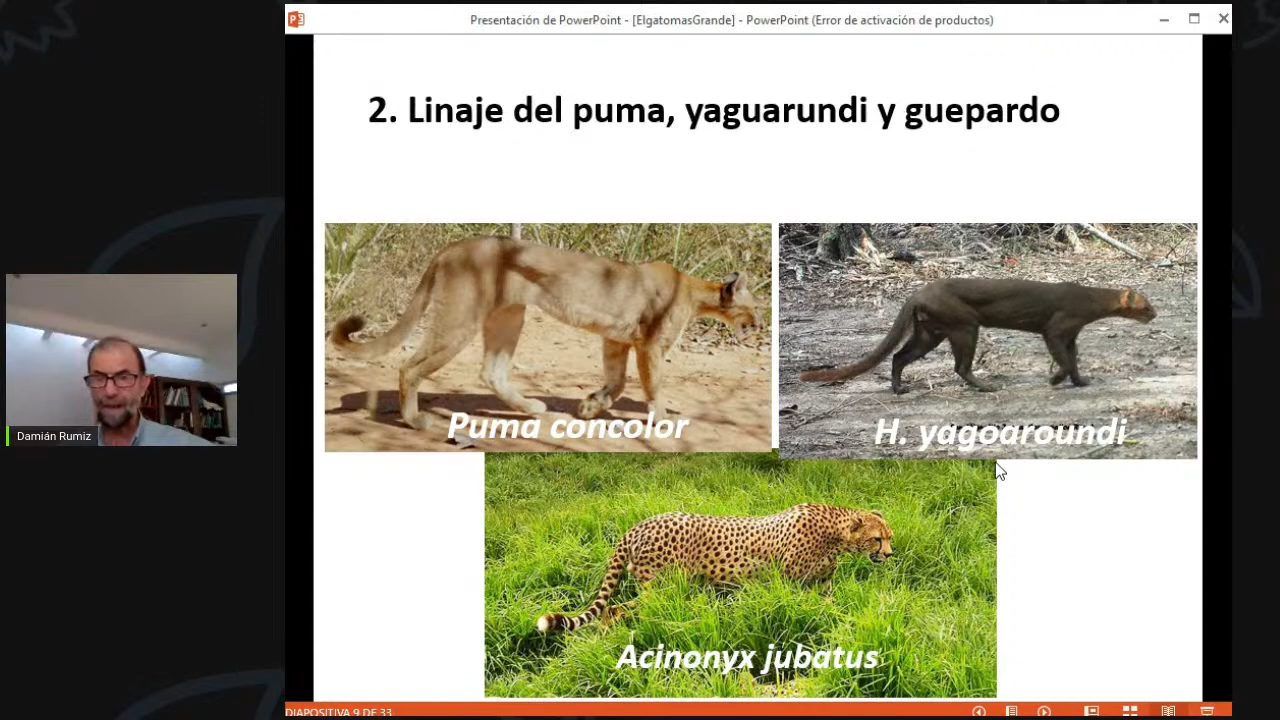 Presentación de PowerPoint - [ElgatomasGrande] - PowerPoint (Error de activación de productos)
2. Linaje del puma, yaguarundi y guepardo
Puma concolor
H. yagoaroundi
Damián Rumiz
Acinonyx jubatus
DIAPOSITIVA 9 DE 33